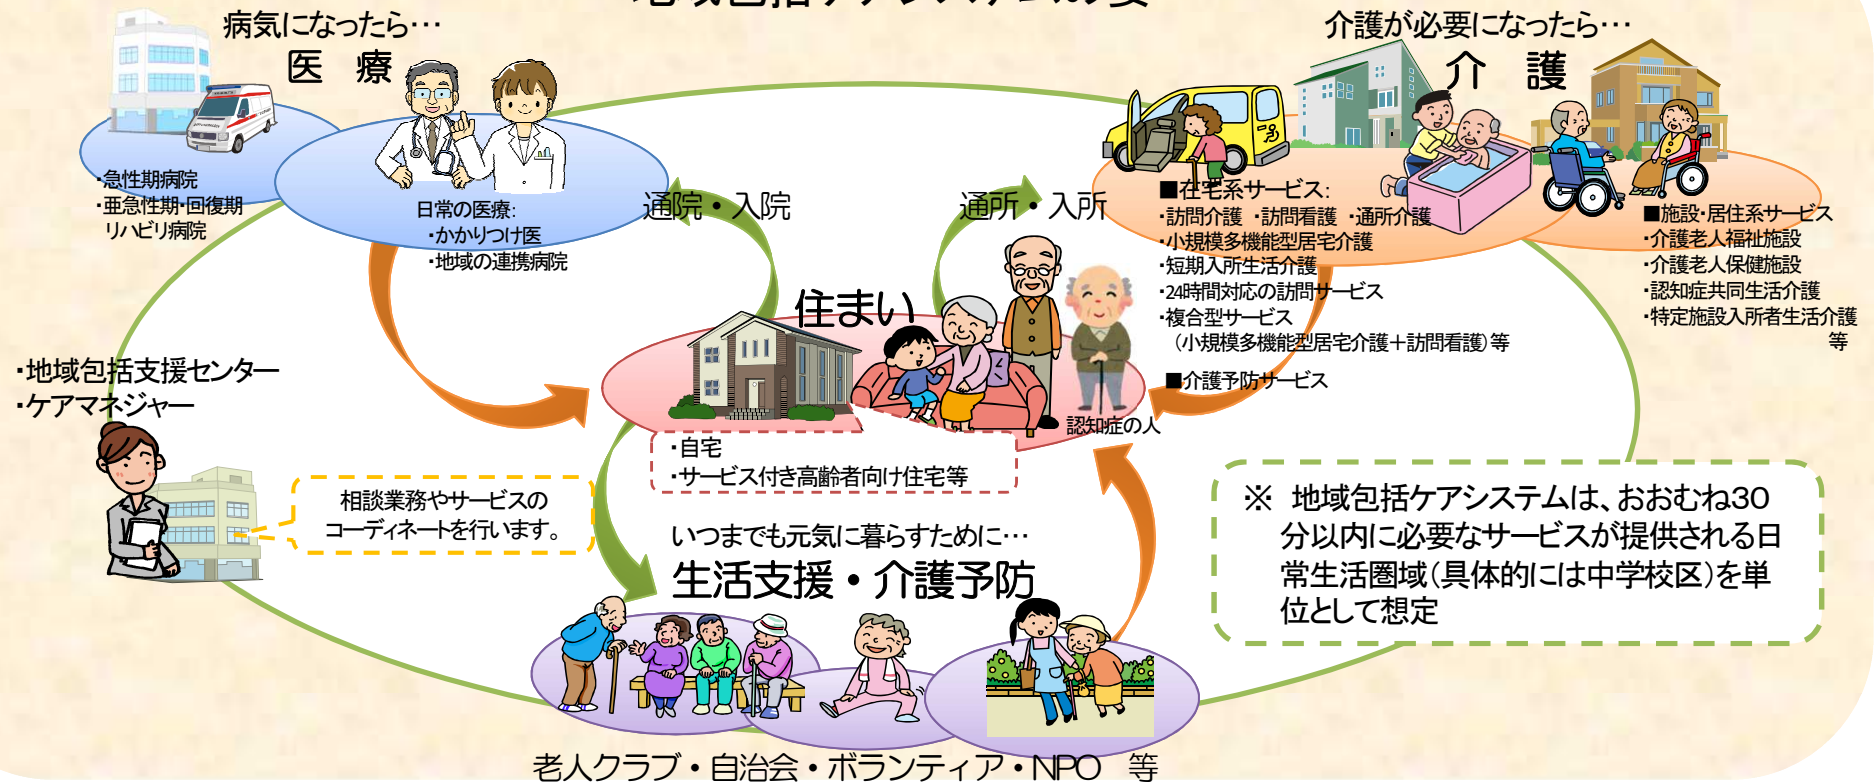 地域包括ケアシステムの姿
病気になったら…
医 療
・急性期病院
・亜急性期・回復期
リハビリ病院
日常の医療:
・かかりつけ医
・地域の連携病院
通院・入院
通所・入所
介護が必要になったら…
介 護
■在宅系サービス:
・訪問介護 ・訪問看護 ・通所介護
・小規模多機能型居宅介護
・短期入所生活介護
・24時間対応の訪問サービス
・複合型サービス
(小規模多機能型居宅介護+訪問看護)等
■介護予防サービス
■施設・居住系サービス
・介護老人福祉施設
・介護老人保健施設
・認知症共同生活介護
・特定施設入所者生活介護
等
住まい
認知症の人
・自宅
・サービス付き高齢者向け住宅等
・地域包括支援センター
・ケアマネジャー
相談業務やサービスの
コーディネートを行います。
いつまでも元気に暮らすために…
生活支援・介護予防
老人クラブ・自治会・ボランティア・NPO 等
※ 地域包括ケアシステムは、おおむね30
分以内に必要なサービスが提供される日
常生活圏域(具体的には中学校区)を単
位として想定